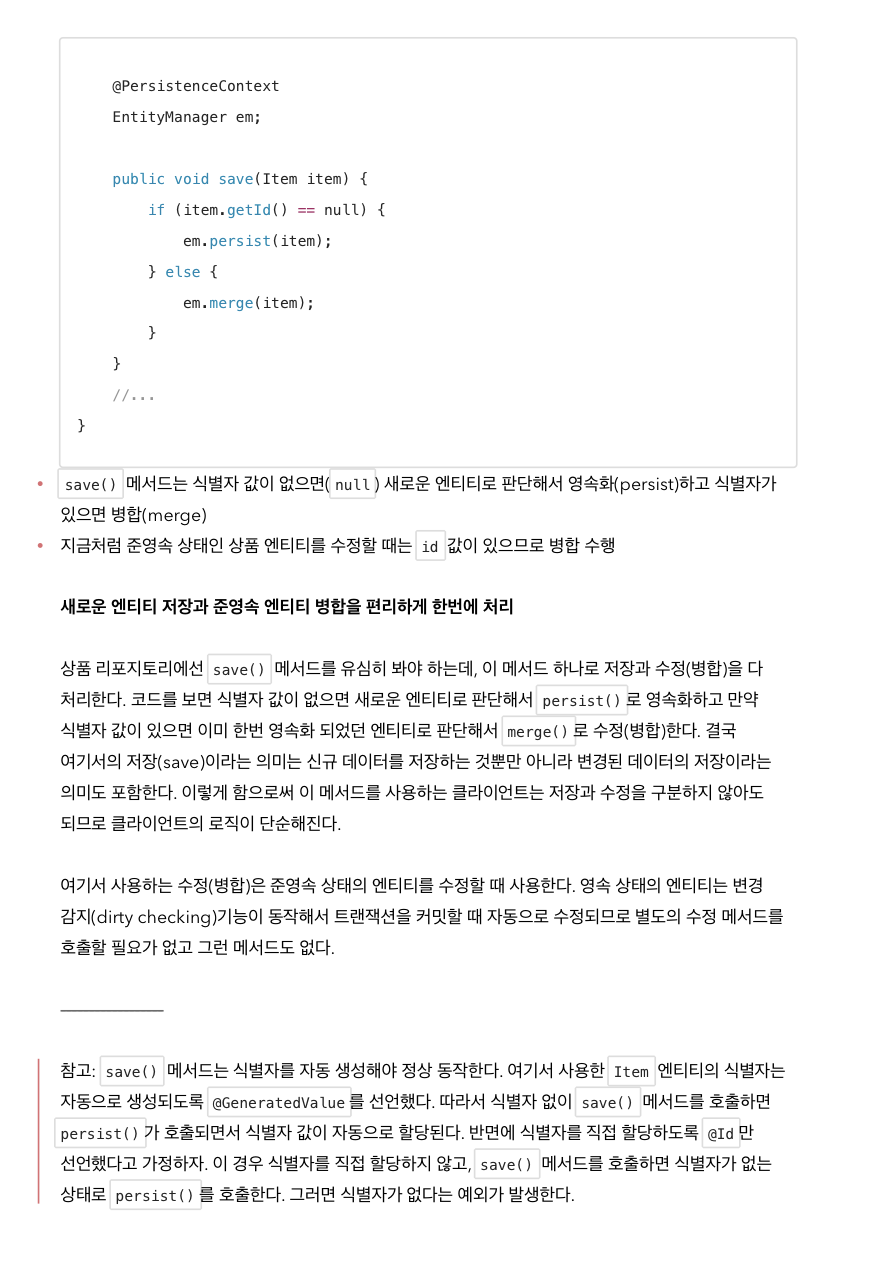 @PersistenceContext
EntityManager em;
public void save(Item item) {
if (item.getId() == null) {
em.persist(item);
} else {
em.merge(item);
}
}
//...
}
• save() 메서드는 식별자 값이 없으면(null) 새로운 엔티티로 판단해서 영속화(persist)하고 식별자가
있으면 병합(merge)
• 지금처럼 준영속 상태인 상품 엔티티를 수정할 때는 id 값이 있으므로 병합 수행
새로운 엔티티 저장과 준영속 엔티티 병합을 편리하게 한번에 처리
상품 리포지토리에선 save() 메서드를 유심히 봐야 하는데, 이 메서드 하나로 저장과 수정(병합)을 다
처리한다. 코드를 보면 식별자 값이 없으면 새로운 엔티티로 판단해서 persist()로 영속화하고 만약
식별자 값이 있으면 이미 한번 영속화 되었던 엔티티로 판단해서 merge()로 수정(병합)한다. 결국
여기서의 저장(save)이라는 의미는 신규 데이터를 저장하는 것뿐만 아니라 변경된 데이터의 저장이라는
의미도 포함한다. 이렇게 함으로써 이 메서드를 사용하는 클라이언트는 저장과 수정을 구분하지 않아도
되므로 클라이언트의 로직이 단순해진다.
여기서 사용하는 수정(병합)은 준영속 상태의 엔티티를 수정할 때 사용한다. 영속 상태의 엔티티는 변경
감지(dirty checking)기능이 동작해서 트랜잭션을 커밋할 때 자동으로 수정되므로 별도의 수정 메서드를
호출할 필요가 없고 그런 메서드도 없다.
참고: save() 메서드는 식별자를 자동 생성해야 정상 동작한다. 여기서 사용한 Item 엔티티의 식별자는
자동으로 생성되도록 @GeneratedValue를 선언했다. 따라서 식별자 없이 save() 메서드를 호출하면
persist()가 호출되면서 식별자 값이 자동으로 할당된다. 반면에 식별자를 직접 할당하도록 @Id만
선언했다고 가정하자. 이 경우 식별자를 직접 할당하지 않고, save() 메서드를 호출하면 식별자가 없는
상태로 persist()를 호출한다. 그러면 식별자가 없다는 예외가 발생한다.